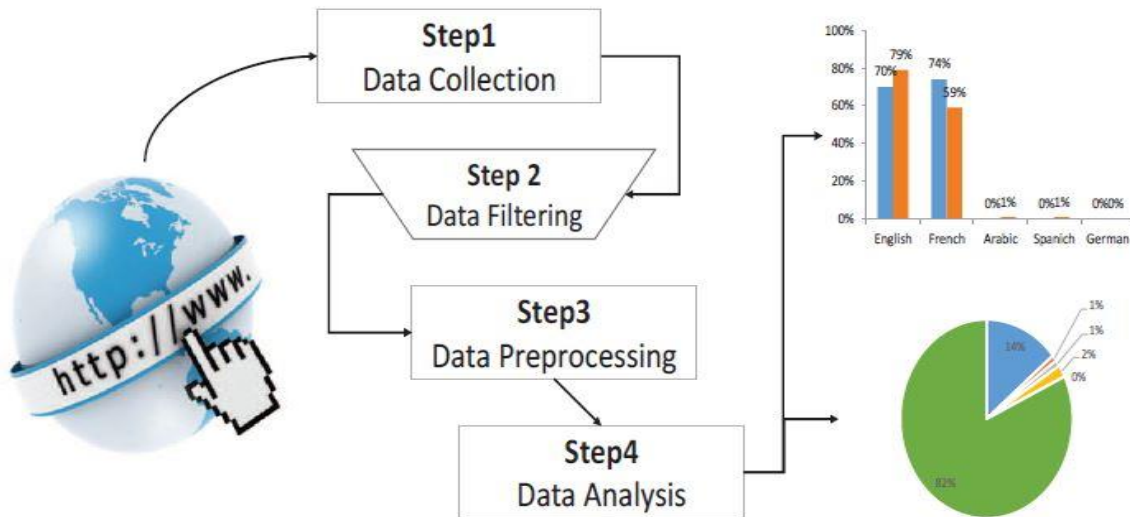 Step1
Data Collection
Step 2
Data Filtering
Step3
Data Preprocessing
Step4
Data Analysis
http://www.
100%
80%
60%
40%
20%
0%
70%
79%
74%
59%
0%
1%
0%
1%
0%
0%
English
French
Arabic
Spanich
German
14%
1%
1%
2%
0%
82%